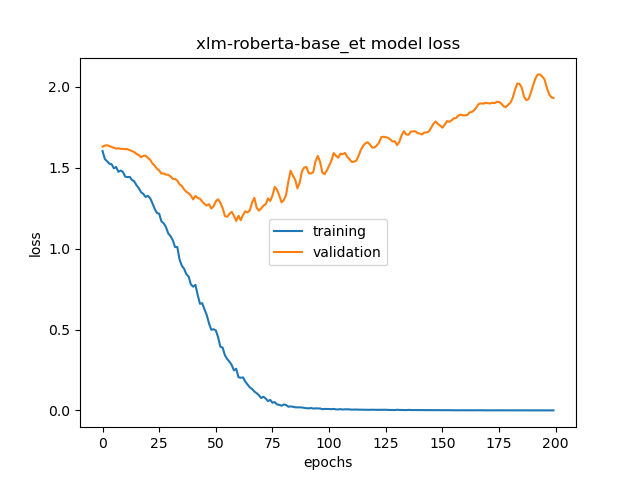 xlm-roberta-base_et model loss
2.0
1.5
1.0
0.5
0.0
loss
training
validation
0 25 50 75 100 125 150 175 200
epochs